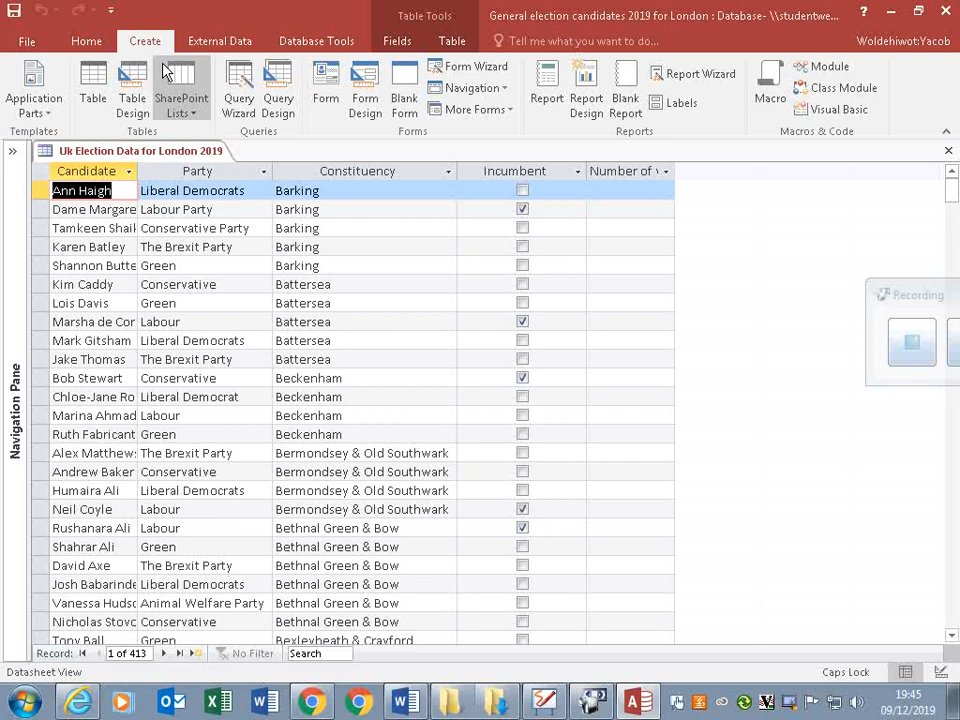 Table Tools
General election candidates 2019 for London : Database- \\studentwe...
?
File
Home
Create
External Data
Database Tools
Fields
Table
Tell me what you want to do...
Woldehiwot:Yacob
Application Parts
Table
Table Design
SharePoint Lists
Query Wizard
Query Design
Form
Form Design
Blank Form
Form Wizard
Navigation
More Forms
Report
Report Design
Blank Report
Report Wizard
Labels
Macro
Module
Class Module
Visual Basic
Templates
Tables
Queries
Forms
Reports
Macros & Code
Uk Election Data for London 2019
Candidate Party Constituency Incumbent Number of
Ann Haigh Liberal Democrats Barking
Dame Margare Labour Party Barking
Tamkeen Shaik Conservative Party Barking
Karen Batley The Brexit Party Barking
Shannon Butte Green Barking
Kim Caddy Conservative Battersea
Lois Davis Green Battersea
Marsha de Cor Labour Battersea
Mark Gitsham Liberal Democrats Battersea
Jake Thomas The Brexit Party Battersea
Bob Stewart Conservative Beckenham
Chloe-Jane Ro Liberal Democrat Beckenham
Marina Ahmad Labour Beckenham
Ruth Fabricant Green Beckenham
Alex Matthews The Brexit Party Bermondsey & Old Southwark
Andrew Baker Conservative Bermondsey & Old Southwark
Humaira Ali Liberal Democrats Bermondsey & Old Southwark
Neil Coyle Labour Bermondsey & Old Southwark
Rushanara Ali Labour Bethnal Green & Bow
Shahrar Ali Green Bethnal Green & Bow
David Axe The Brexit Party Bethnal Green & Bow
Josh Babarinde Liberal Democrats Bethnal Green & Bow
Vanessa Hudso Animal Welfare Party Bethnal Green & Bow
Nicholas Stovo Conservative Bethnal Green & Bow
Tony Ball Green Bexleyheath & Crayford
Navigation Pane
Recording
Record: 1 of 413 No Filter Search
Datasheet View
Caps Lock
19:45
09/12/2019